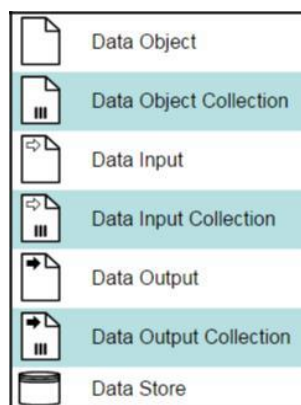 Data Object
Data Object Collection
Data Input
Data Input Collection
Data Output
Data Output Collection
Data Store